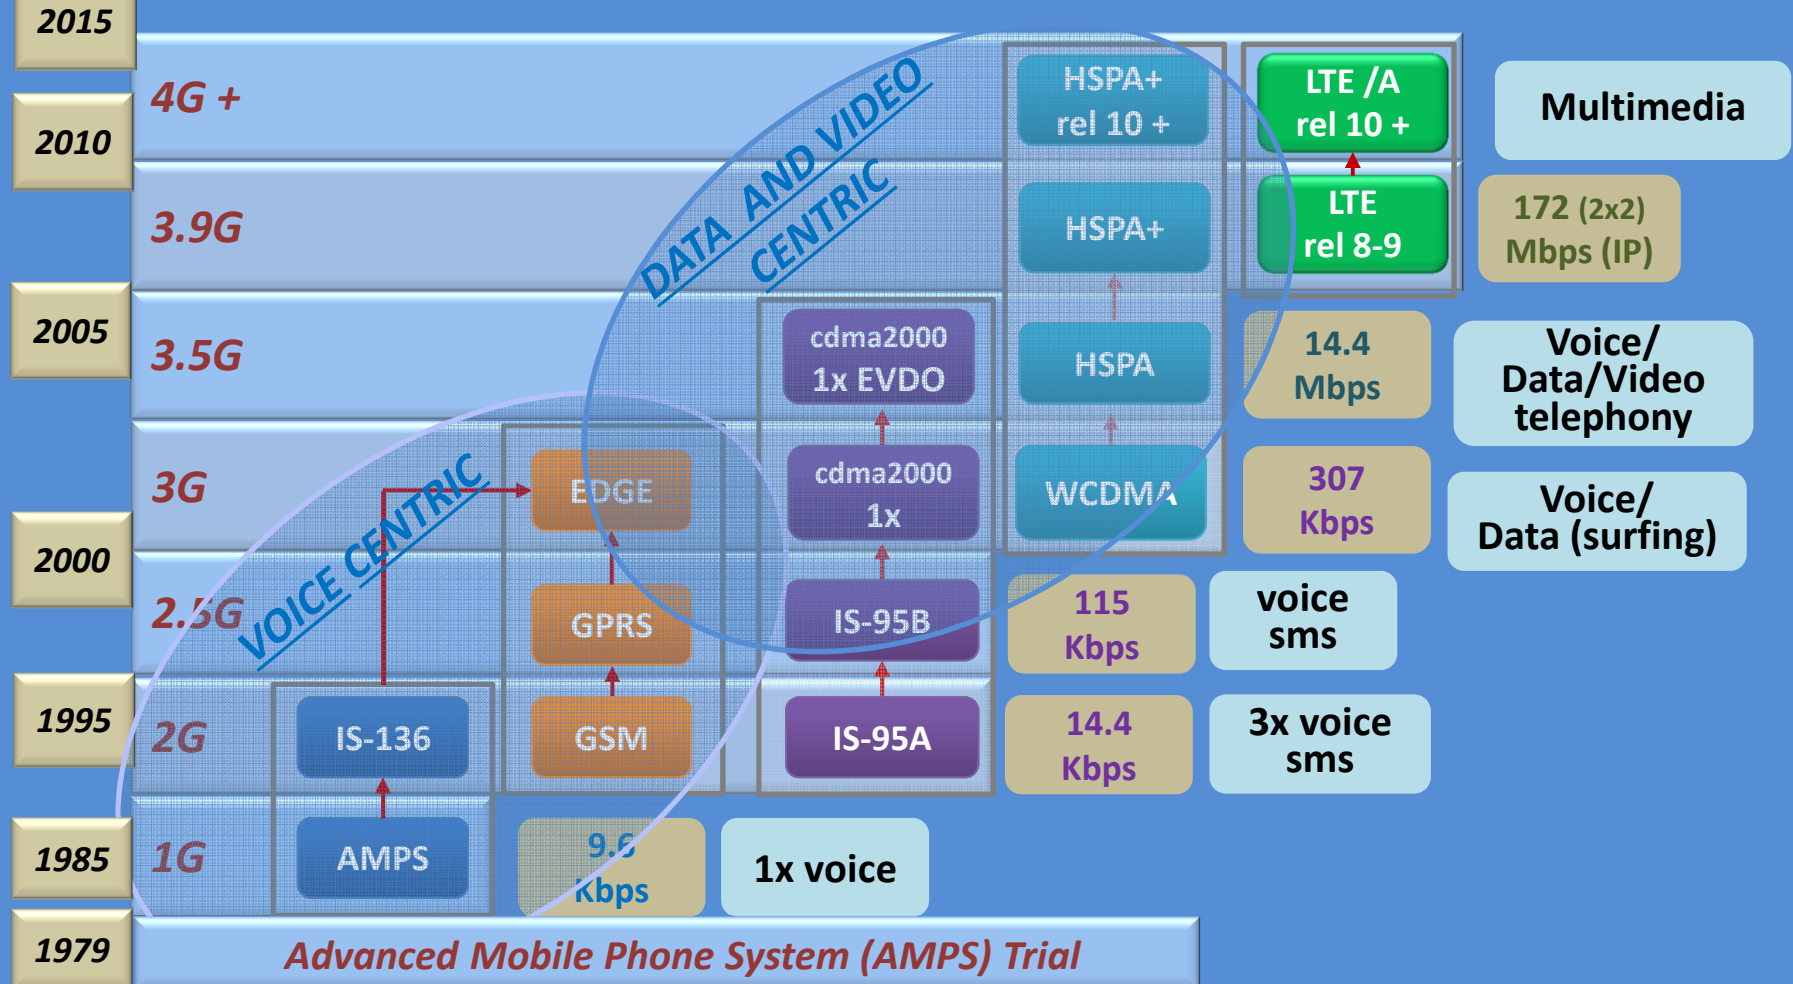 2015
4G +
HSPA+
rel 10 +
LTE /A
rel 10 +
Multimedia
2010
DATA AND VIDEO
CENTRIC
3.9G
HSPA+
LTE
rel 8-9
172 (2x2)
Mbps (IP)
2005
3.5G
cdma2000
1x EVDO
HSPA
14.4
Mbps
Voice/
Data/Video
telephony
3G
VOICE CENTRIC
EDGE
cdma2000
1x
WCDMA
307
Kbps
Voice/
Data (surfing)
2000
2.5G
GPRS
IS-95B
115
Kbps
voice
sms
1995
2G
IS-136
GSM
IS-95A
14.4
Kbps
3x voice
sms
1985
1G
AMPS
9.6
Kbps
1x voice
1979
Advanced Mobile Phone System (AMPS) Trial